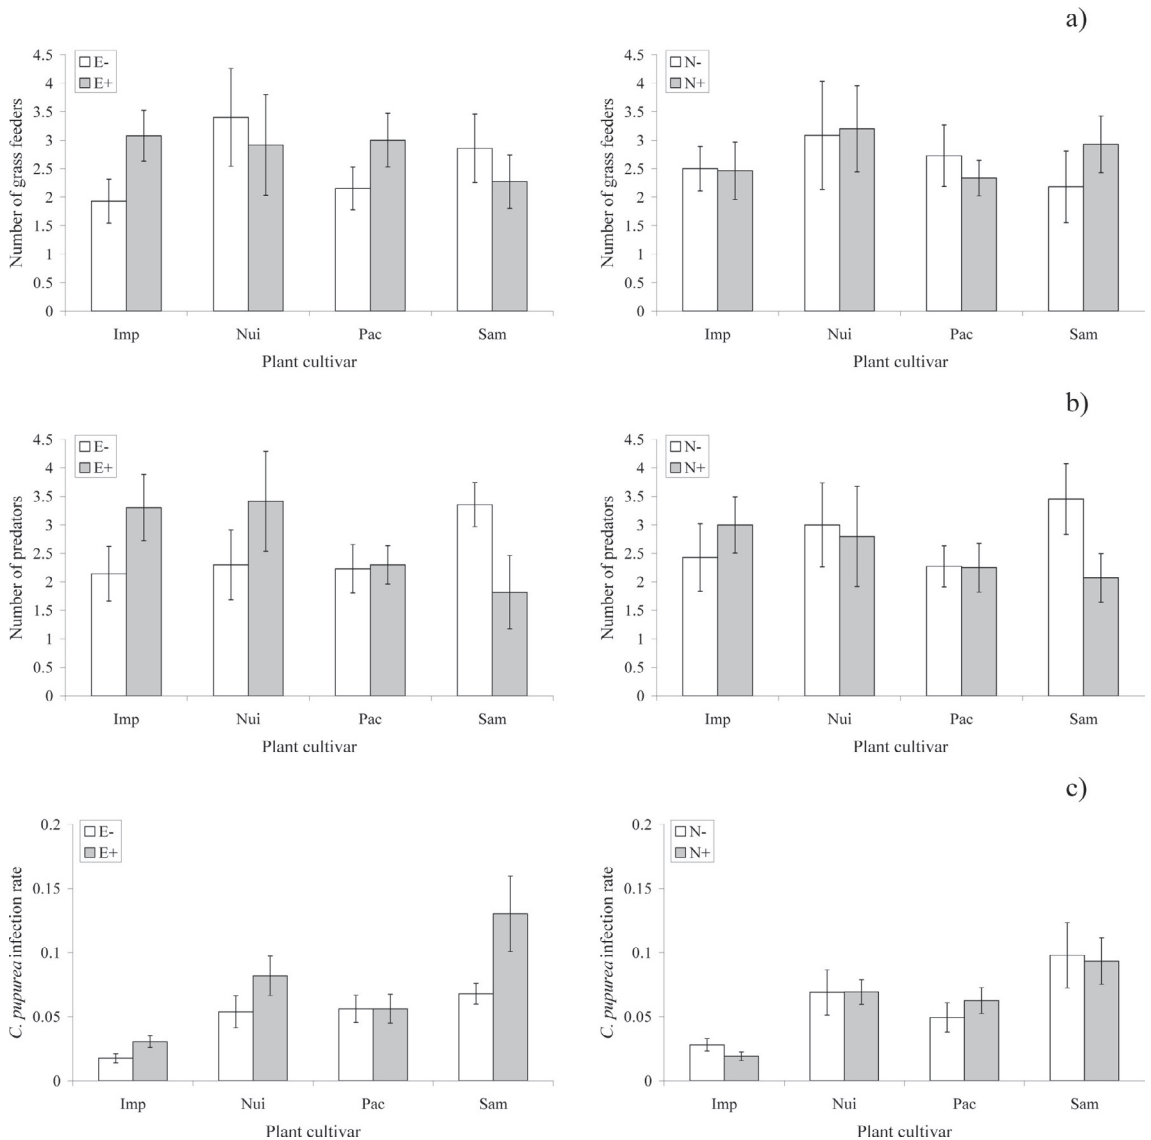 a)
Number of grass feeders
4.5
4
3.5
3
2.5
2
1.5
1
0.5
0
E-
E+
Imp Nui Pac Sam
Plant cultivar
Number of grass feeders
4.5
4
3.5
3
2.5
2
1.5
1
0.5
0
N-
N+
Imp Nui Pac Sam
Plant cultivar
b)
Number of predators
4.5
4
3.5
3
2.5
2
1.5
1
0.5
0
E-
E+
Imp Nui Pac Sam
Plant cultivar
Number of predators
4.5
4
3.5
3
2.5
2
1.5
1
0.5
0
N-
N+
Imp Nui Pac Sam
Plant cultivar
c)
C. pupurea infection rate
0.2
0.15
0.1
0.05
0
E-
E+
Imp Nui Pac Sam
Plant cultivar
C. pupurea infection rate
0.2
0.15
0.1
0.05
0
N-
N+
Imp Nui Pac Sam
Plant cultivar